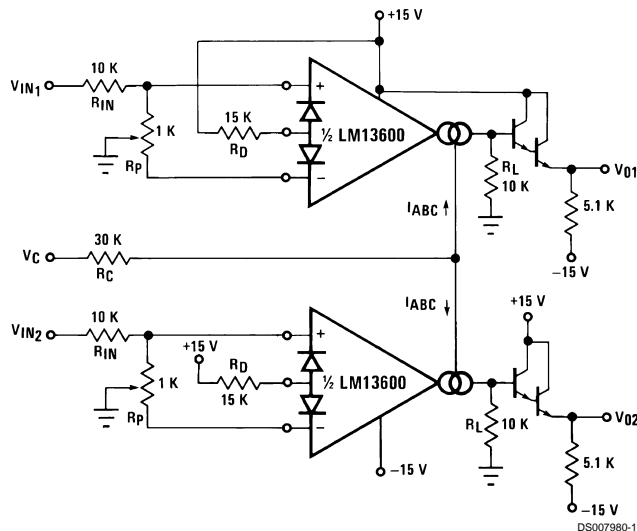 +15 V
10 K
VIN1
RIN
+
1 K
RP
15 K
RD
½ LM13600
−
RL
10 K
V01
5.1 K
−15 V
IABC ↑
30 K
VC
RC
IABC ↓
+15 V
10 K
VIN2
RIN
+
+15 V
RD
1 K
RP
15 K
½ LM13600
−
−15 V
RL
10 K
V02
5.1 K
−15 V
DS007980-1